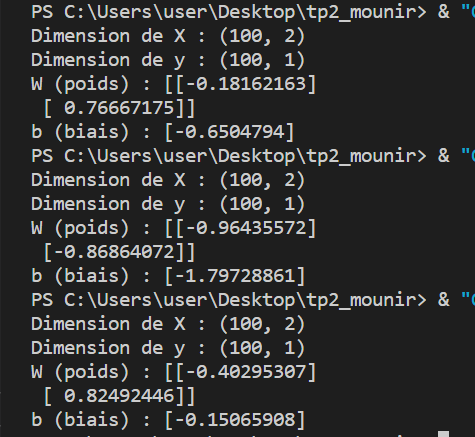 PS C:\Users\user\Desktop\tp2_mounir> & "
Dimension de X : (100, 2)
Dimension de y : (100, 1)
W (poids) : [[-0.18162163]
 [ 0.76667175]]
b (biais) : [-0.6504794]
PS C:\Users\user\Desktop\tp2_mounir> & "
Dimension de X : (100, 2)
Dimension de y : (100, 1)
W (poids) : [[-0.96435572]
 [-0.86864072]]
b (biais) : [-1.79728861]
PS C:\Users\user\Desktop\tp2_mounir> & "
Dimension de X : (100, 2)
Dimension de y : (100, 1)
W (poids) : [[-0.40295307]
 [ 0.82492446]]
b (biais) : [-0.15065908]